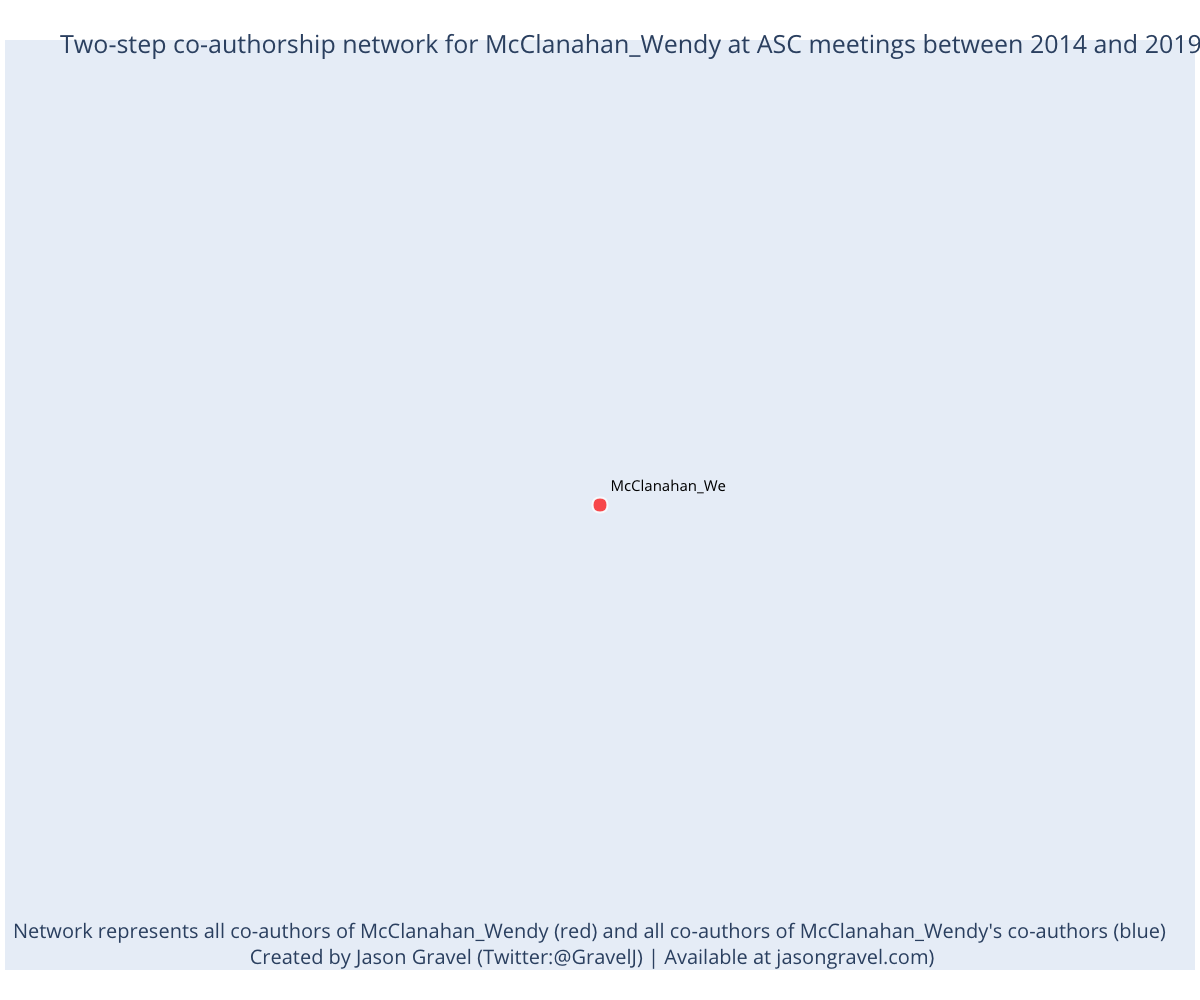 Two-step co-authorship network for McClanahan_Wendy at ASC meetings between 2014 and 2019
McClanahan_We
Network represents all co-authors of McClanahan_Wendy (red) and all co-authors of McClanahan_Wendy's co-authors (blue)
Created by Jason Gravel (Twitter:@GravelJ) | Available at jasongravel.com)